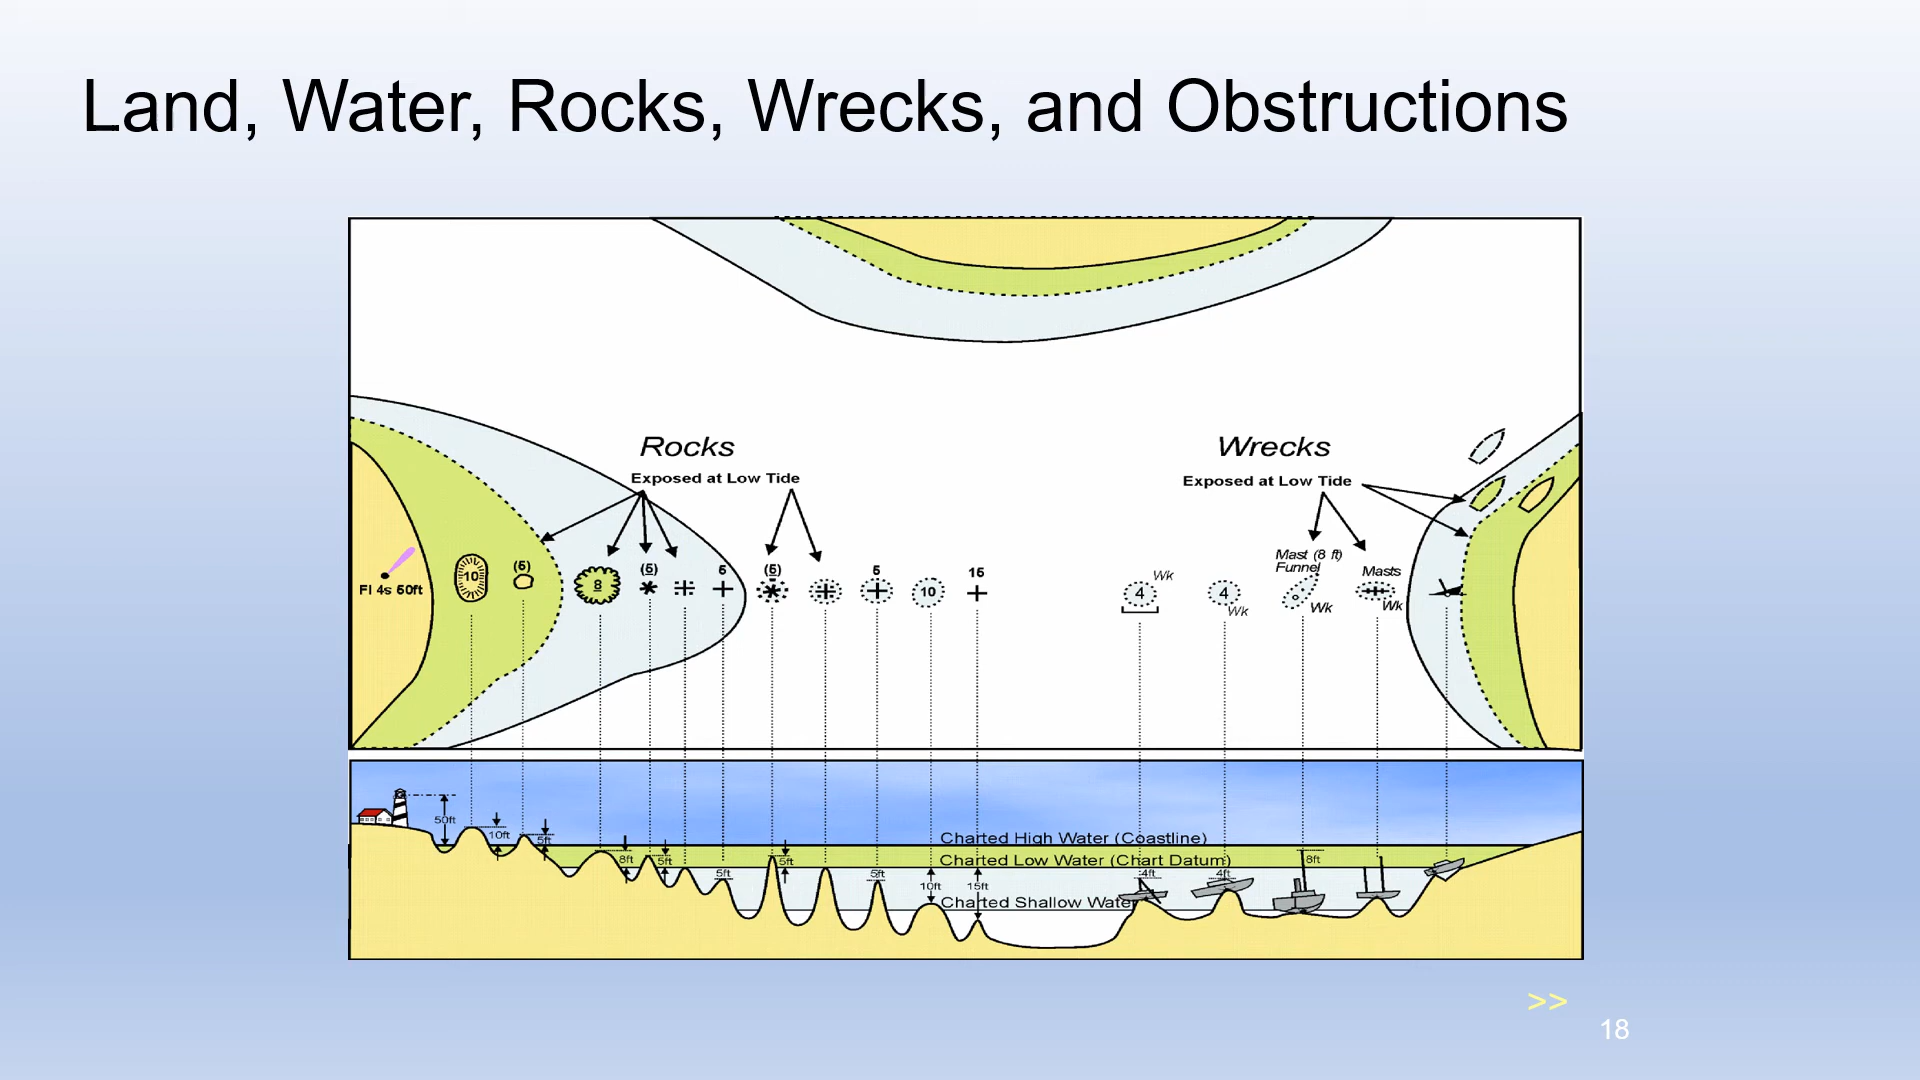 Land, Water, Rocks, Wrecks, and Obstructions
Rocks
Exposed at Low Tide
Wrecks
Exposed at Low Tide
Fl 4s 50ft
10
(5)
8
(5)
5
(5)
5
10
15
4
Wk
4
Wk
Mast (8 ft)
Funnel
Wk
Masts
Wk
50ft
10ft
5ft
8ft
5ft
5ft
5ft
5ft
10ft
15ft
Charted High Water (Coastline)
Charted Low Water (Chart Datum)
Charted Shallow Water
4ft
4ft
8ft
>>
18